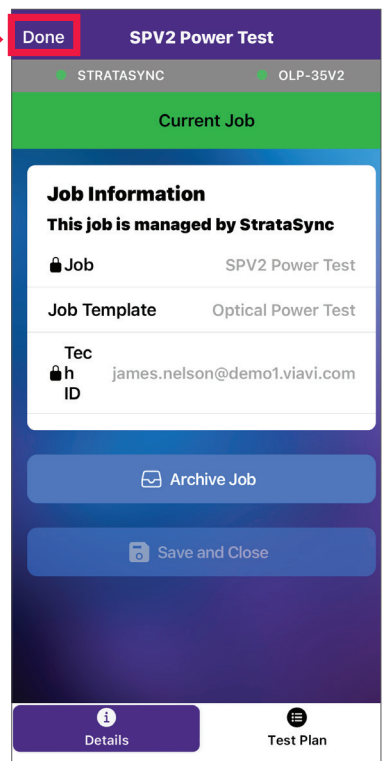 Done SPV2 Power Test
STRATASYNC OLP-35V2
Current Job
Job Information
This job is managed by StrataSync
Job SPV2 Power Test
Job Template Optical Power Test
Tec
h james.nelson@demo1.viavi.com
ID
Archive Job
Save and Close
Details Test Plan